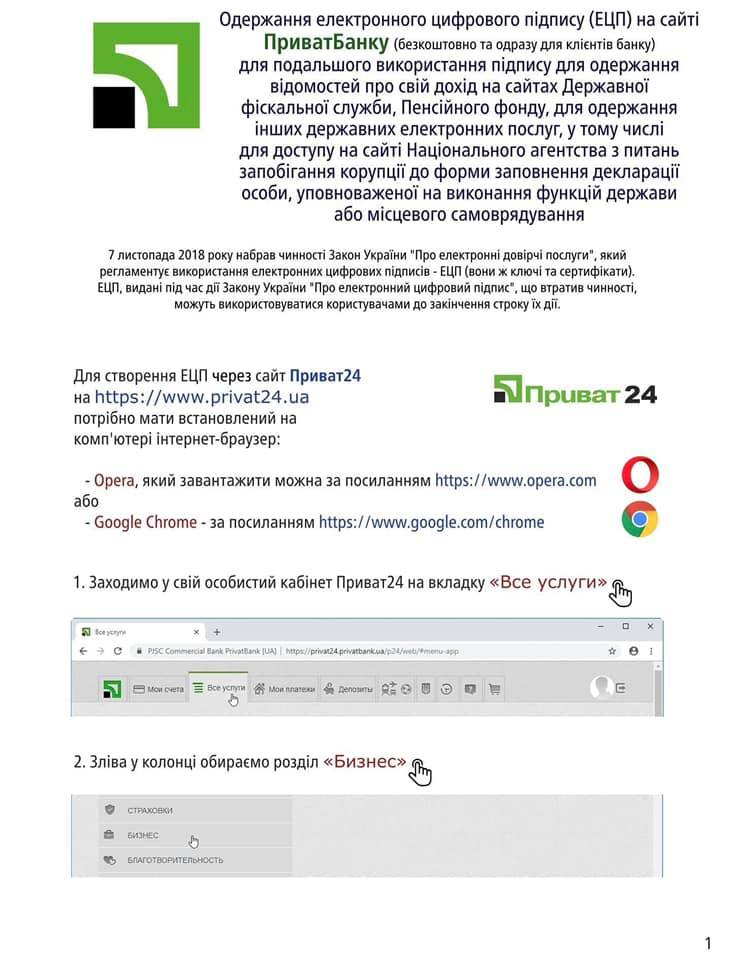 Одержання електронного цифрового підпису (ЕЦП) на сайті
ПриватБанку (безкоштовно та одразу для клієнтів банку)
для подальшого використання підпису для одержання
відомостей про свій дохід на сайтах Державної
фіскальної служби, Пенсійного фонду, для одержання
інших державних електронних послуг, у тому числі
для доступу на сайті Національного агентства з питань
запобігання корупції до форми заповнення декларації
особи, уповноваженої на виконання функцій держави
або місцевого самоврядування
7 листопада 2018 року набрав чинності Закон України "Про електронні довірчі послуги", який
регламентує використання електронних цифрових підписів - ЕЦП (вони ж ключі та сертифікати).
ЕЦП, видані під час дії Закону України "Про електронний цифровий підпис", що втратив чинності,
можуть використовуватися користувачами до закінчення строку їх дії.
Для створення ЕЦП через сайт Приват24
на https://www.privat24.ua
потрібно мати встановлений на
комп'ютері інтернет-браузер:
Приват 24
- Opera, який завантажити можна за посиланням https://www.opera.com
або
- Google Chrome - за посиланням https://www.google.com/chrome
1. Заходимо у свій особистий кабінет Приват24 на вкладку «Все услуги»
Все услуги
PJSC Commercial Bank PrivatBank [UA] | https://privat24.privatbank.ua/p24/web/#menu-app
Мои счета Все услуги Мои платежи Депозиты
2. Зліва у колонці обираємо розділ «Бизнес»
СТРАХОВКИ
БИЗНЕС
БЛАГОТВОРИТЕЛЬНОСТЬ
1